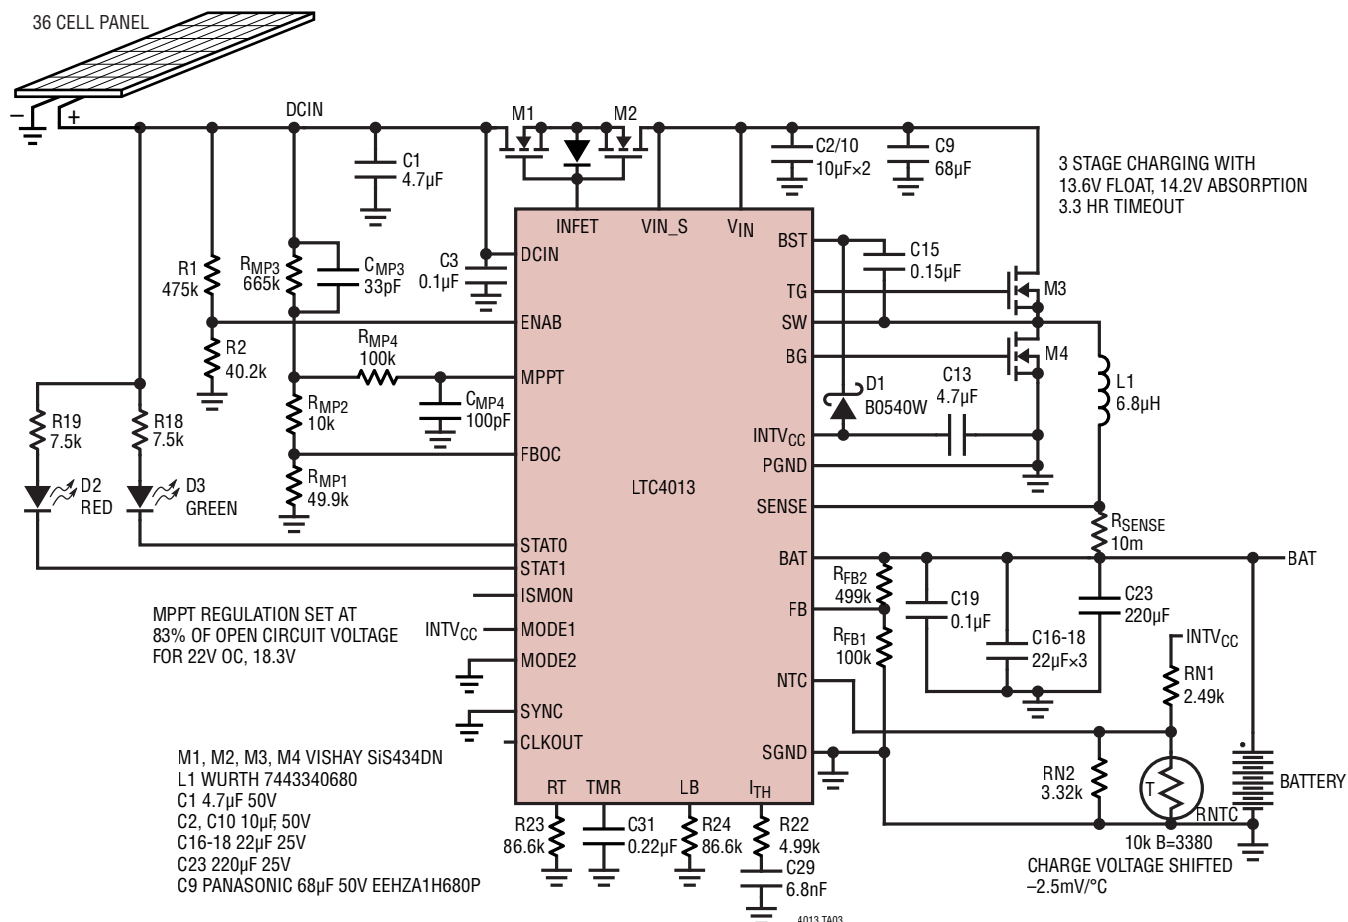 36 CELL PANEL
–
+
DCIN
M1
M2
C1
4.7µF
C2/10
10µF×2
C9
68µF
3 STAGE CHARGING WITH
13.6V FLOAT, 14.2V ABSORPTION
3.3 HR TIMEOUT
INFET
VIN_S
VIN
R1
475k
RMP3
665k
CMP3
33pF
C3
0.1µF
DCIN
BST
C15
0.15µF
TG
M3
ENAB
SW
R2
40.2k
RMP4
100k
BG
M4
MPPT
D1
B0540W
C13
4.7µF
L1
6.8µH
R19
7.5k
R18
7.5k
RMP2
10k
CMP4
100pF
INTVCC
FBOC
PGND
D2
RED
D3
GREEN
RMP1
49.9k
LTC4013
SENSE
RSENSE
10m
STAT0
STAT1
BAT
BAT
ISMON
RFB2
499k
FB
C19
0.1µF
C23
220µF
MPPT REGULATION SET AT
83% OF OPEN CIRCUIT VOLTAGE
FOR 22V OC, 18.3V
INTVCC
MODE1
MODE2
RFB1
100k
C16-18
22µF×3
INTVCC
RN1
2.49k
NTC
SYNC
CLKOUT
SGND
M1, M2, M3, M4 VISHAY SiS434DN
L1 WURTH 7443340680
C1 4.7µF 50V
C2, C10 10µF, 50V
C16-18 22µF 25V
C23 220µF 25V
C9 PANASONIC 68µF 50V EEHZA1H680P
RT
TMR
LB
ITH
RN2
3.32k
T
RNTC
BATTERY
R23
86.6k
C31
0.22µF
R24
86.6k
R22
4.99k
C29
6.8nF
10k B=3380
CHARGE VOLTAGE SHIFTED
–2.5mV/°C
4013 TA03